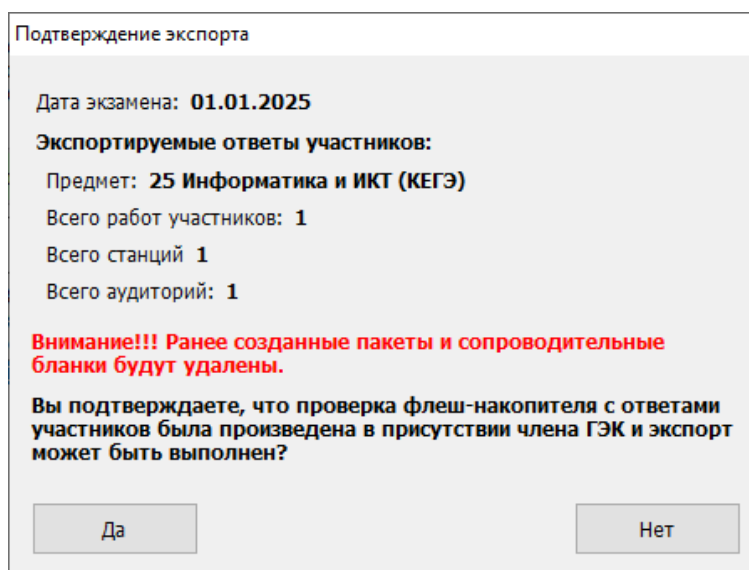 Подтверждение экспорта
Дата экзамена: 01.01.2025
Экспортируемые ответы участников:
Предмет: 25 Информатика и ИКТ (КЕГЭ)
Всего работ участников: 1
Всего станций 1
Всего аудиторий: 1
Внимание!!! Ранее созданные пакеты и сопроводительные
бланки будут удалены.
Вы подтверждаете, что проверка флеш-накопителя с ответами
участников была произведена в присутствии члена ГЭК и экспорт
может быть выполнен?
Да Нет